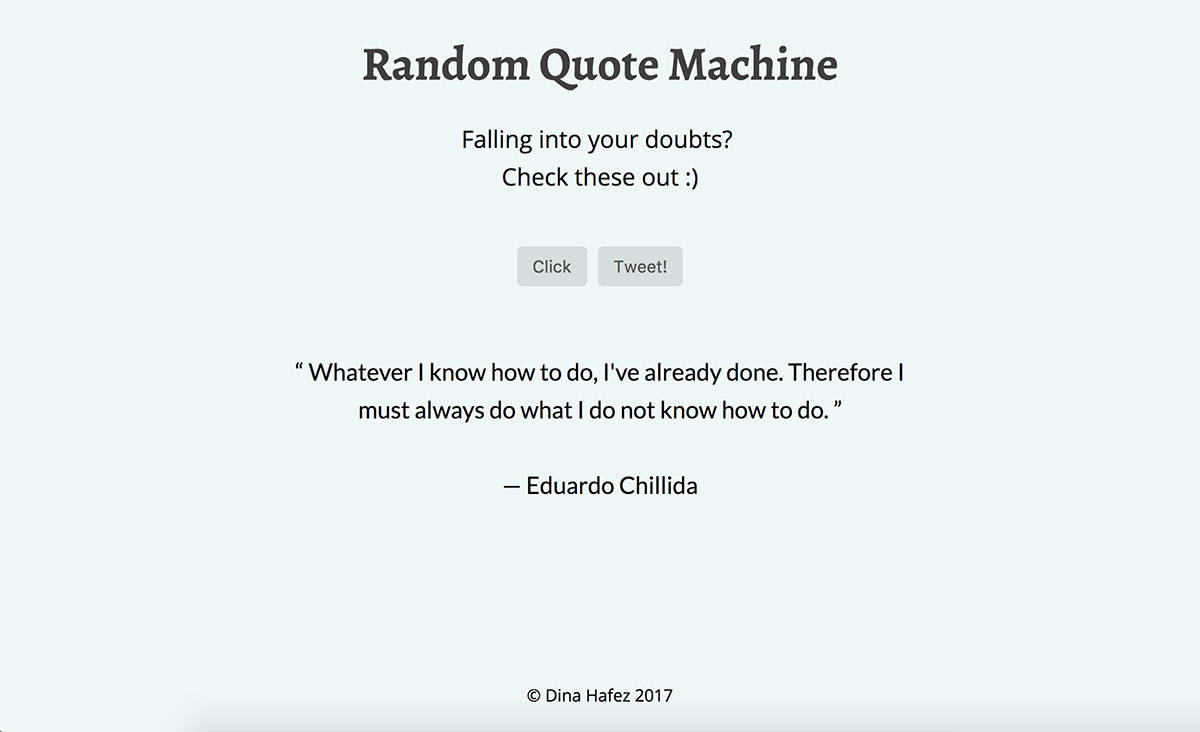 Random Quote Machine
Falling into your doubts?
Check these out :)
Click Tweet!
“ Whatever I know how to do, I've already done. Therefore I
must always do what I do not know how to do. ”
— Eduardo Chillida
© Dina Hafez 2017